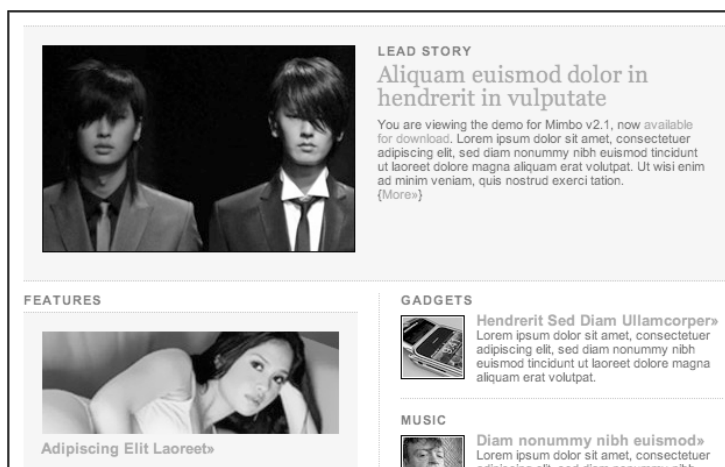 LEAD STORY
Aliquam euismod dolor in
hendrerit in vulputate
You are viewing the demo for Mimbo v2.1, now available
for download. Lorem ipsum dolor sit amet, consectetuer
adipiscing elit, sed diam nonummy nibh euismod tincidunt
ut laoreet dolore magna aliquam erat volutpat. Ut wisi enim
ad minim veniam, quis nostrud exerci tation.
{More»}
FEATURES
Adipiscing Elit Laoreet»
GADGETS
Hendrerit Sed Diam Ullamcorper»
Lorem ipsum dolor sit amet, consectetuer
adipiscing elit, sed diam nonummy nibh
euismod tincidunt ut laoreet dolore magna
aliquam erat volutpat.
MUSIC
Diam nonummy nibh euismod»
Lorem ipsum dolor sit amet, consectetuer